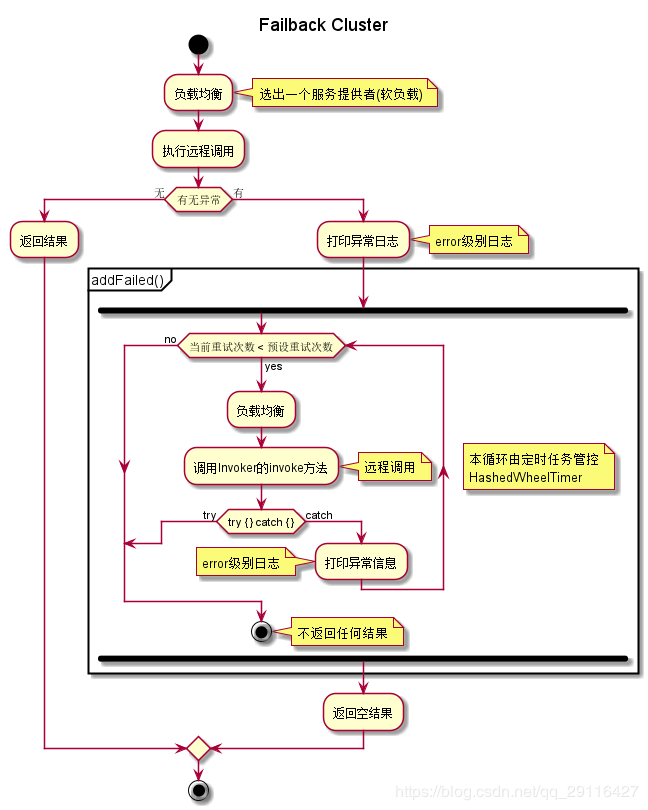 Failback Cluster
负载均衡
选出一个服务提供者(软负载)
执行远程调用
无
有无异常
有
返回结果
打印异常日志
error级别日志
addFailed()
no
当前重试次数 < 预设重试次数
yes
负载均衡
调用Invoker的invoke方法
远程调用
本循环由定时任务管控
HashedWheelTimer
try
try {} catch {}
catch
error级别日志
打印异常信息
不返回任何结果
返回空结果
https://blog.csdn.net/qq_29116427